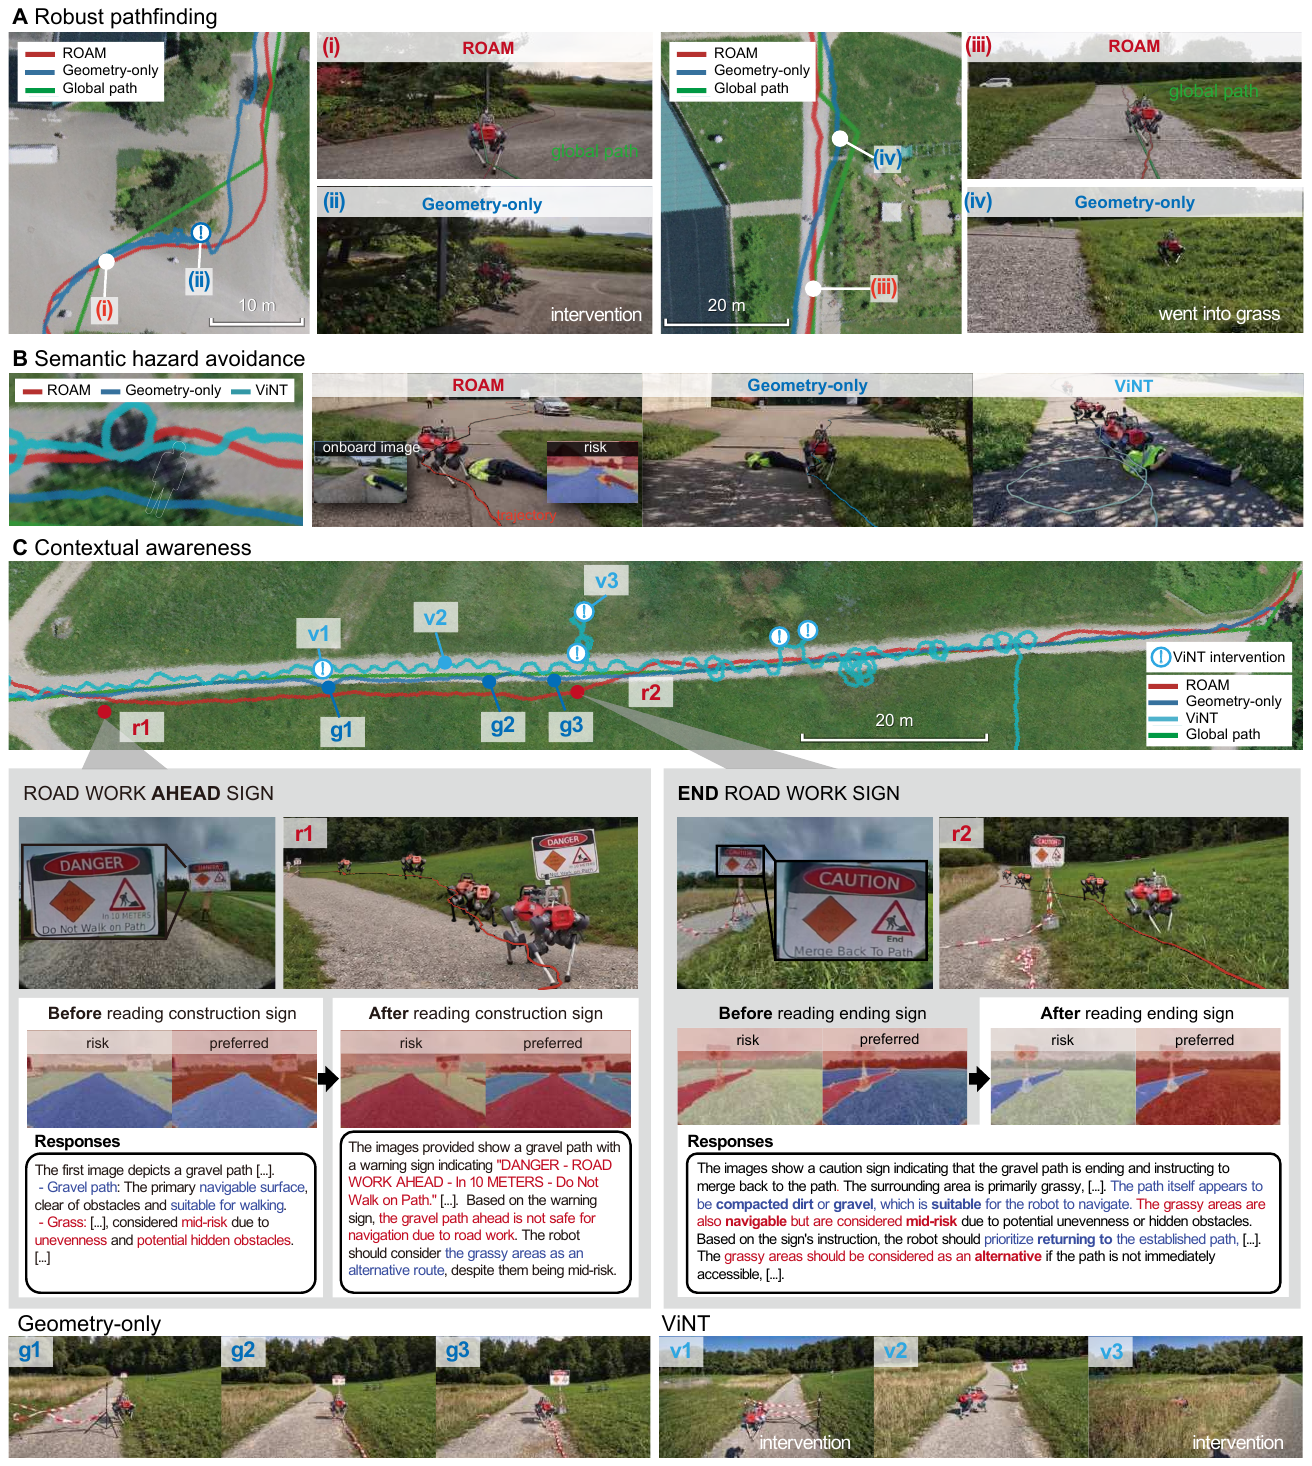 A Robust pathfinding
ROAM
Geometry-only
Global path
(i)
(ii)
10 m
(i)
ROAM
global path
(ii)
Geometry-only
intervention
ROAM
Geometry-only
Global path
(iv)
(iii)
20 m
(iii)
ROAM
global path
(iv)
Geometry-only
went into grass
B Semantic hazard avoidance
ROAM
Geometry-only
ViNT
ROAM
onboard image
risk
trajectory
Geometry-only
ViNT
C Contextual awareness
v1
v2
v3
r1
g1
g2
g3
r2
20 m
ViNT intervention
ROAM
Geometry-only
ViNT
Global path
ROAD WORK AHEAD SIGN
DANGER
In 10 METERS
Do Not Walk on Path
DANGER
r1
DANGER
Before reading construction sign
risk
preferred
After reading construction sign
risk
preferred
Responses
The first image depicts a gravel path [...].
- Gravel path: The primary navigable surface,
clear of obstacles and suitable for walking.
- Grass: [...], considered mid-risk due to
unevenness and potential hidden obstacles.
[...]
The images provided show a gravel path with
a warning sign indicating "DANGER - ROAD
WORK AHEAD - In 10 METERS - Do Not
Walk on Path." [...]. Based on the warning
sign, the gravel path ahead is not safe for
navigation due to road work. The robot
should consider the grassy areas as an
alternative route, despite them being mid-risk.
END ROAD WORK SIGN
CAUTION
CAUTION
End
Merge Back To Path
r2
CAUTION
Before reading ending sign
risk
preferred
After reading ending sign
risk
preferred
Responses
The images show a caution sign indicating that the gravel path is ending and instructing to
merge back to the path. The surrounding area is primarily grassy, [...]. The path itself appears to
be compacted dirt or gravel, which is suitable for the robot to navigate. The grassy areas are
also navigable but are considered mid-risk due to potential unevenness or hidden obstacles.
Based on the sign's instruction, the robot should prioritize returning to the established path, [...].
The grassy areas should be considered as an alternative if the path is not immediately
accessible, [...].
Geometry-only
g1
g2
g3
ViNT
v1
intervention
v2
v3
intervention